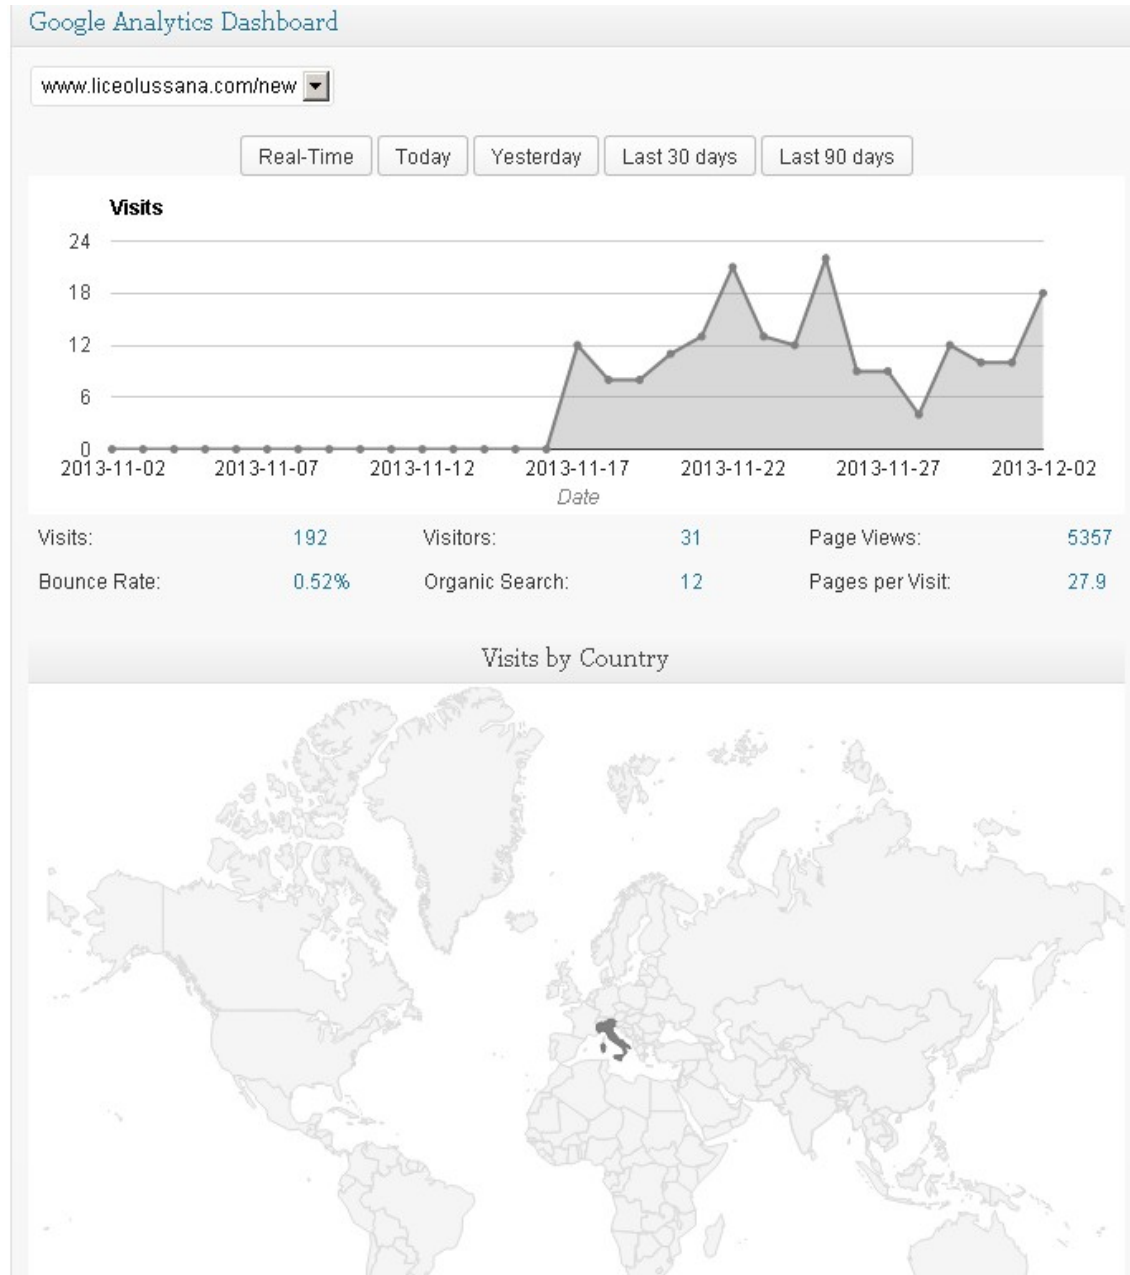 Google Analytics Dashboard
www.liceolussana.com/new
Real-Time Today Yesterday Last 30 days Last 90 days
Visits
24
18
12
6
0
2013-11-02 2013-11-07 2013-11-12 2013-11-17 2013-11-22 2013-11-27 2013-12-02
Date
Visits: 192 Visitors: 31 Page Views: 5357
Bounce Rate: 0.52% Organic Search: 12 Pages per Visit: 27.9
Visits by Country